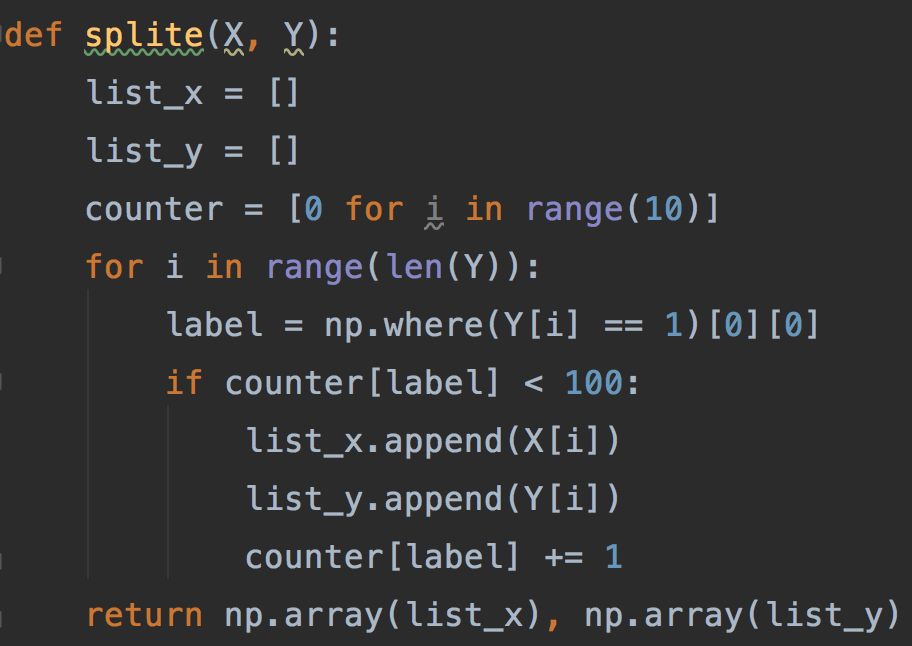 def splite(X, Y):
    list_x = []
    list_y = []
    counter = [0 for i in range(10)]
    for i in range(len(Y)):
        label = np.where(Y[i] == 1)[0][0]
        if counter[label] < 100:
            list_x.append(X[i])
            list_y.append(Y[i])
            counter[label] += 1
    return np.array(list_x), np.array(list_y)